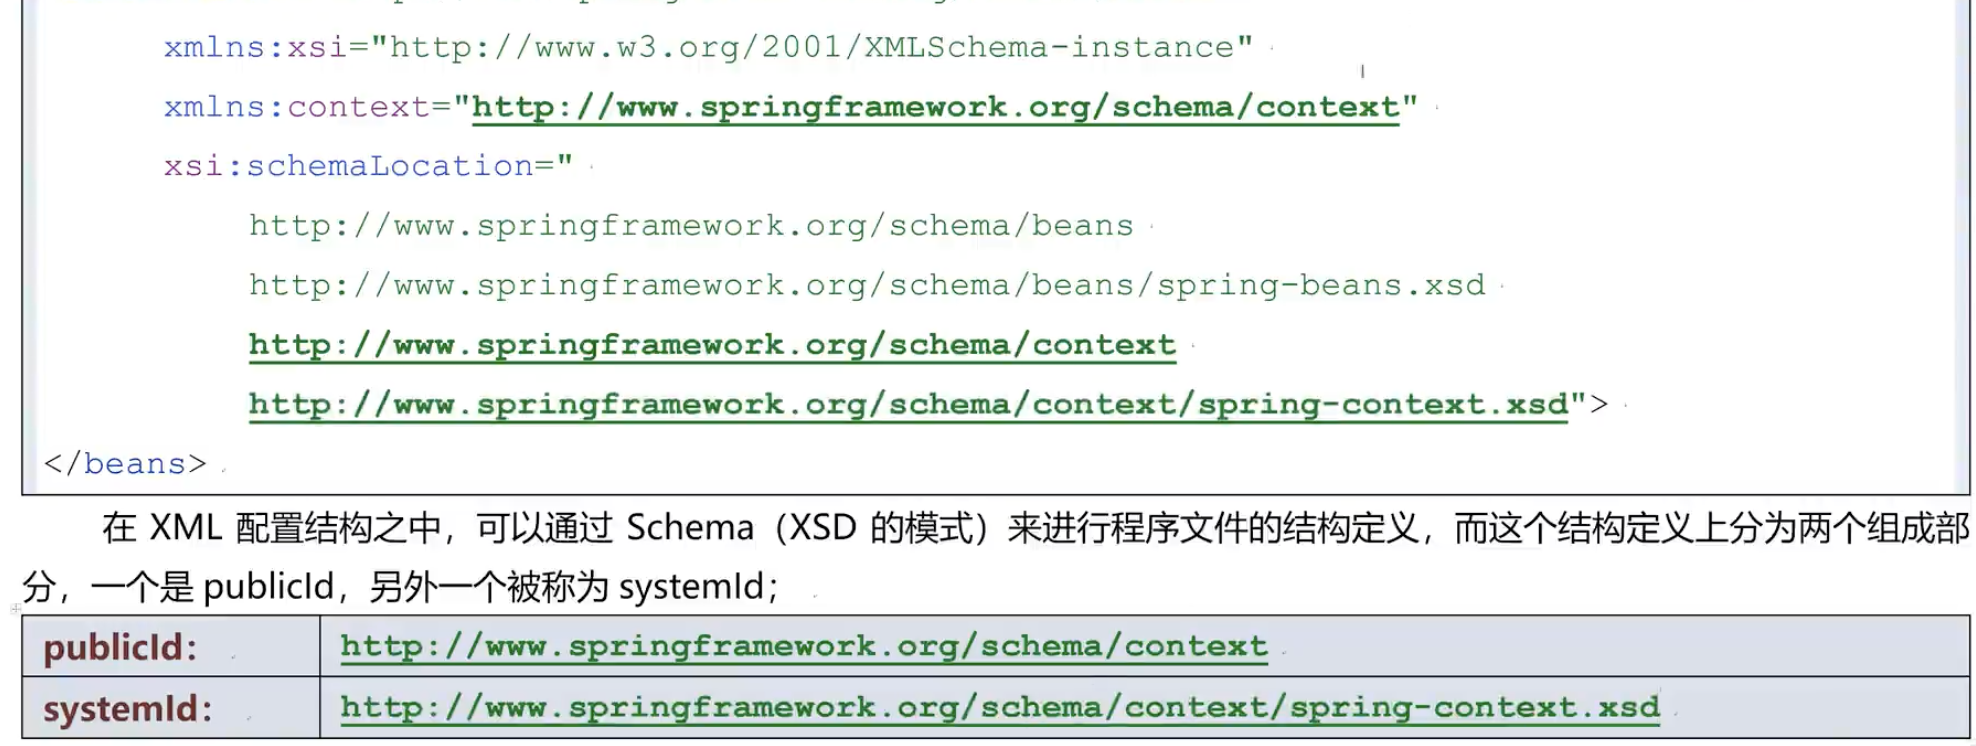 xmlns:xsi="http://www.w3.org/2001/XMLSchema-instance"
xmlns:context="http://www.springframework.org/schema/context"
xsi:schemaLocation="
http://www.springframework.org/schema/beans
http://www.springframework.org/schema/beans/spring-beans.xsd
http://www.springframework.org/schema/context
http://www.springframework.org/schema/context/spring-context.xsd">
</beans>
在 XML 配置结构之中，可以通过 Schema（XSD 的模式）来进行程序文件的结构定义，而这个结构定义上分为两个组成部
分，一个是 publicId，另外一个被称为 systemId；
publicId： http://www.springframework.org/schema/context
systemId： http://www.springframework.org/schema/context/spring-context.xsd